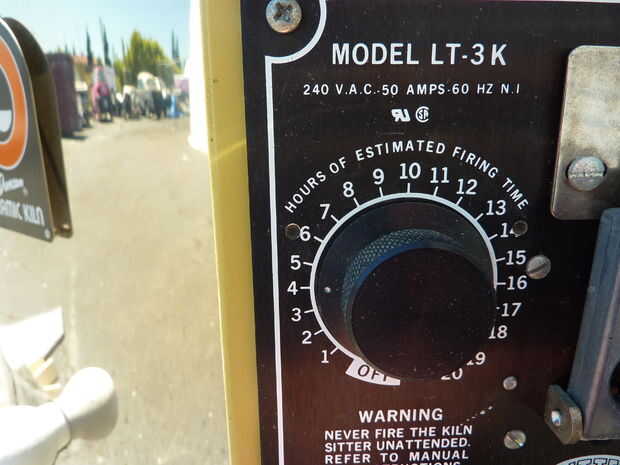 MODEL LT-3K
240 V.A.C.-50 AMPS-60 HZ N.I
HOURS OF ESTIMATED FIRING TIME
OFF
1
2
3
4
5
6
7
8
9
10
11
12
13
14
15
16
17
18
19
20
WARNING
NEVER FIRE THE KILN
SITTER UNATTENDED.
REFER TO MANUAL
KILN